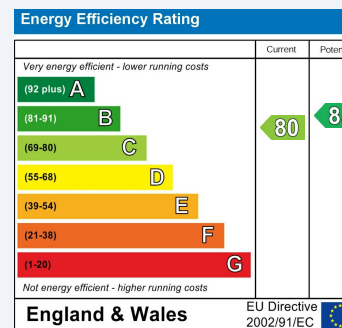 Energy Efficiency Rating
Current
Very energy efficient - lower running costs
(92 plus) A
(81-91) B
(69-80) C
80
(55-68) D
(39-54) E
(21-38) F
(1-20) G
Not energy efficient - higher running costs
England & Wales
EU Directive
2002/91/EC